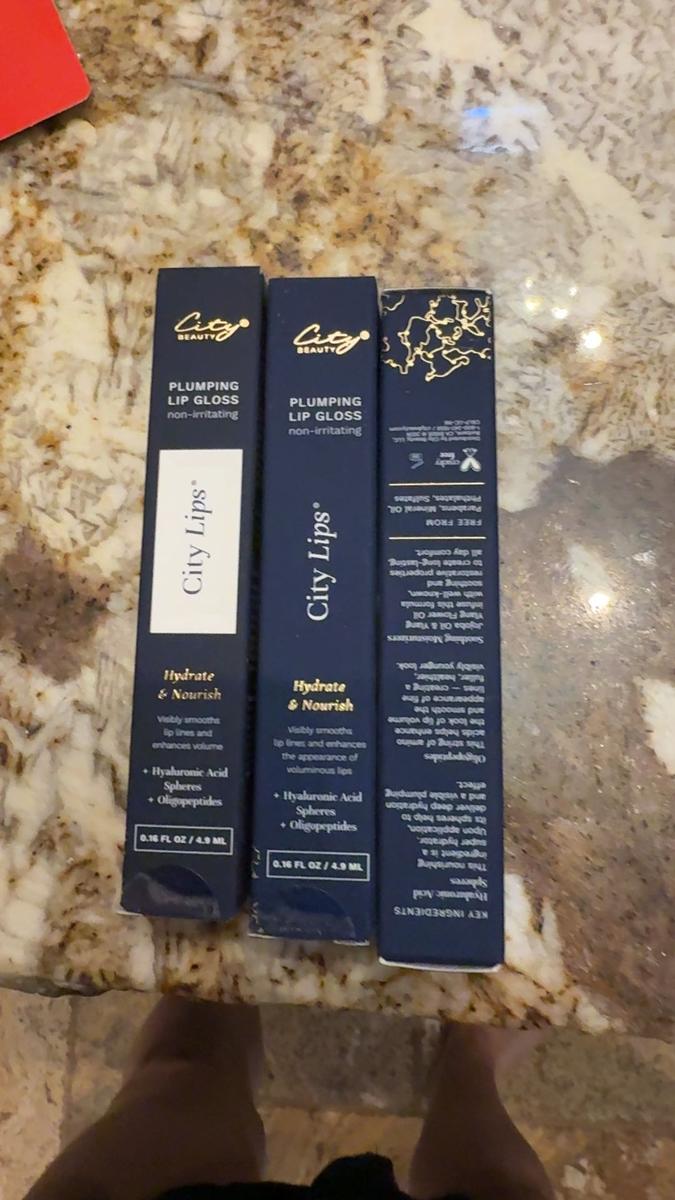 City
BEAUTY
PLUMPING
LIP GLOSS
non-irritating
City Lips®
Hydrate
& Nourish
Visibly smooths
lip lines and
enhances volume
+ Hyaluronic Acid
Spheres
+ Oligopeptides
0.16 FL OZ / 4.9 ML
City
BEAUTY
PLUMPING
LIP GLOSS
non-irritating
City Lips®
Hydrate
& Nourish
Visibly smooths
lip lines and enhances
the appearance of
voluminous lips
+ Hyaluronic Acid
Spheres
+ Oligopeptides
0.16 FL OZ / 4.9 ML
KEY INGREDIENTS
Hyaluronic Acid
Spheres
This nourishing
ingredient is a
super hydrator.
Upon application,
its spheres help to
deliver deep hydration
and a visible plumping
effect.
Oligopeptides
This string of amino
acids helps enhance
the look of lip volume
and smooth the
appearance of fine
lines — creating a
fuller, healthier,
visibly younger look.
Soothing Moisturizers
Jojoba Oil & Ylang
Ylang Flower Oil
infuse this formula
with well-known,
soothing and
restorative properties
to create long-lasting,
all day comfort.
FREE FROM
Parabens, Mineral Oil,
Phthalates, Sulfates
cruelty
free
Distributed by City Beauty, LLC.